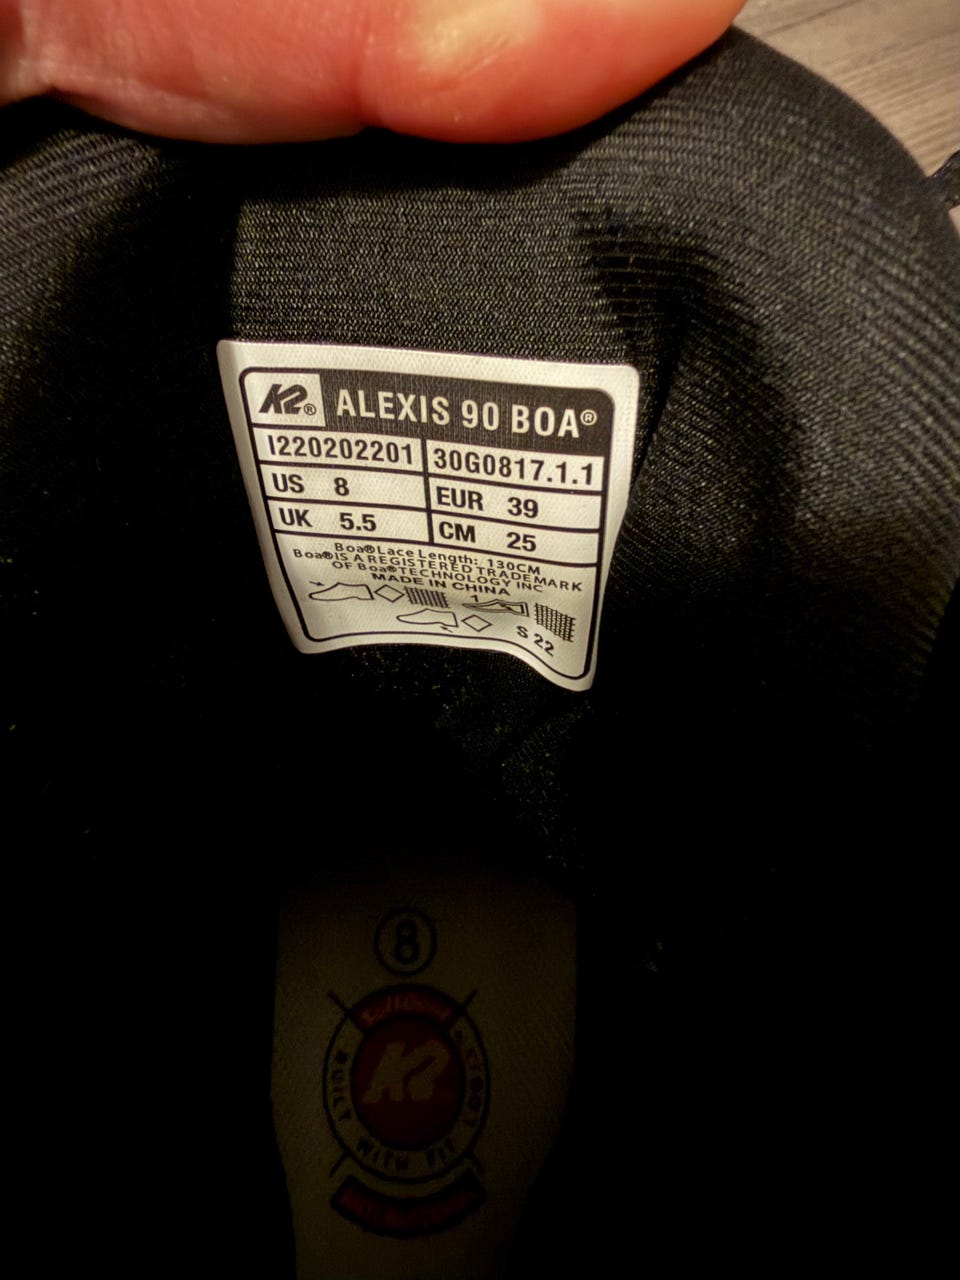 K2® ALEXIS 90 BOA®
I220202201 30G0817.1.1
US 8 EUR 39
UK 5.5 CM 25
Boa®Lace Length: 130CM
Boa®IS A REGISTERED TRADEMARK
OF Boa®TECHNOLOGY INC
MADE IN CHINA
1
S 22
8
SoftBoot
K2
BUILT WITH FIT